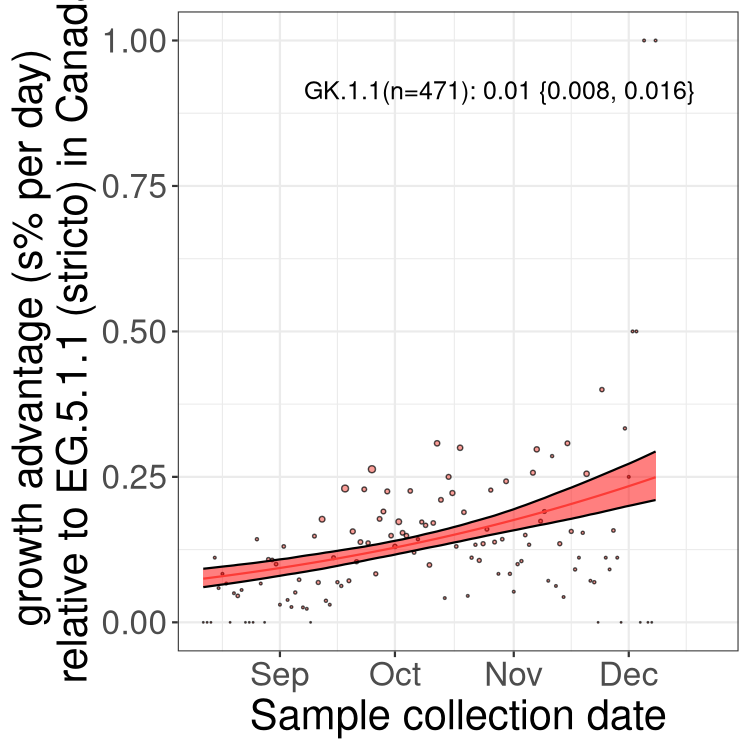 growth advantage (s% per day)
relative to EG.5.1.1 (stricto) in Canada
1.00
0.75
0.50
0.25
0.00
GK.1.1(n=471): 0.01 {0.008, 0.016}
Sep Oct Nov Dec
Sample collection date